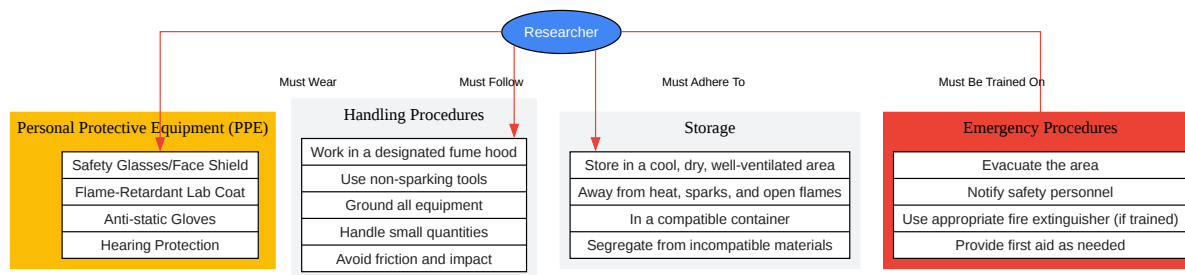 Researcher
Must Wear
Must Follow
Must Adhere To
Must Be Trained On
Personal Protective Equipment (PPE)
Safety Glasses/Face Shield
Flame-Retardant Lab Coat
Anti-static Gloves
Hearing Protection
Handling Procedures
Work in a designated fume hood
Use non-sparking tools
Ground all equipment
Handle small quantities
Avoid friction and impact
Storage
Store in a cool, dry, well-ventilated area
Away from heat, sparks, and open flames
In a compatible container
Segregate from incompatible materials
Emergency Procedures
Evacuate the area
Notify safety personnel
Use appropriate fire extinguisher (if trained)
Provide first aid as needed